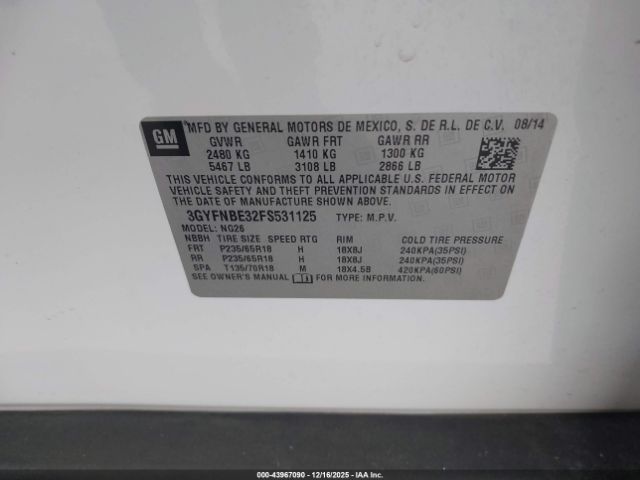 GM
MFD BY GENERAL MOTORS DE MEXICO, S. DE R.L. DE C.V. 08/14
GVWR GAWR FRT GAWR RR
2480 KG 1410 KG 1300 KG
5467 LB 3108 LB 2866 LB
THIS VEHICLE CONFORMS TO ALL APPLICABLE U.S. FEDERAL MOTOR
VEHICLE SAFETY AND THEFT PREVENTION STANDARDS IN EFFECT ON
THE DATE OF MANUFACTURE SHOWN ABOVE.
3GYFNBE32FS531125 TYPE: M.P.V.
MODEL: NG26
NBBH TIRE SIZE SPEED RTG RIM COLD TIRE PRESSURE
FRT P235/65R18 H 18X8J 240KPA(35PSI)
RR P235/65R18 H 18X8J 240KPA(35PSI)
SPA T135/70R18 M 18X4.5B 420KPA(60PSI)
SEE OWNER'S MANUAL FOR MORE INFORMATION
000-43967090 | 12/16/2025 - COPYRIGHT © IAA, LLC